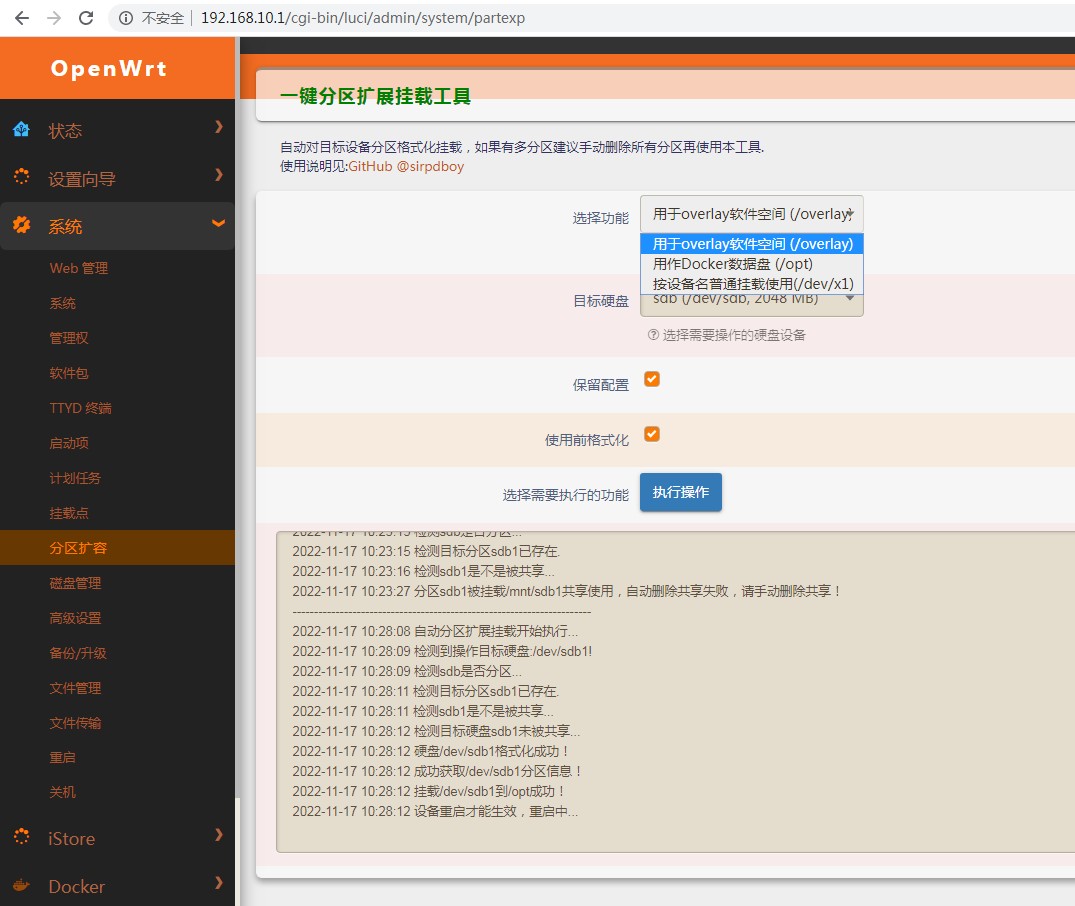 不安全 192.168.10.1/cgi-bin/luci/admin/system/partexp
OpenWrt
状态
设置向导
系统
Web 管理
系统
管理权
软件包
TTYD 终端
启动项
计划任务
挂载点
分区扩容
磁盘管理
高级设置
备份/升级
文件管理
文件传输
重启
关机
iStore
Docker
一键分区扩展挂载工具
自动对目标设备分区格式化挂载，如果有多分区建议手动删除所有分区再使用本工具.
使用说明见:GitHub @sirpdboy
选择功能 用于overlay软件空间 (/overlay)
用于overlay软件空间 (/overlay)
用作Docker数据盘 (/opt)
按设备名普通挂载使用(/dev/x1)
目标硬盘 sdb (/dev/sdb, 2048 MB)
选择需要操作的硬盘设备
保留配置
使用前格式化
选择需要执行的功能 执行操作
2022-11-17 10:23:15 检测sdb是否分区...
2022-11-17 10:23:15 检测目标分区sdb1已存在.
2022-11-17 10:23:16 检测sdb1是不是被共享...
2022-11-17 10:23:27 分区sdb1被挂载/mnt/sdb1共享使用，自动删除共享失败，请手动删除共享！
----------------------------------------------------------------------
2022-11-17 10:28:08 自动分区扩展挂载开始执行...
2022-11-17 10:28:09 检测到操作目标硬盘:/dev/sdb1!
2022-11-17 10:28:09 检测sdb是否分区...
2022-11-17 10:28:11 检测目标分区sdb1已存在.
2022-11-17 10:28:11 检测sdb1是不是被共享...
2022-11-17 10:28:12 检测目标硬盘sdb1未被共享...
2022-11-17 10:28:12 硬盘/dev/sdb1格式化成功！
2022-11-17 10:28:12 成功获取/dev/sdb1分区信息！
2022-11-17 10:28:12 挂载/dev/sdb1到/opt成功！
2022-11-17 10:28:12 设备重启才能生效，重启中...